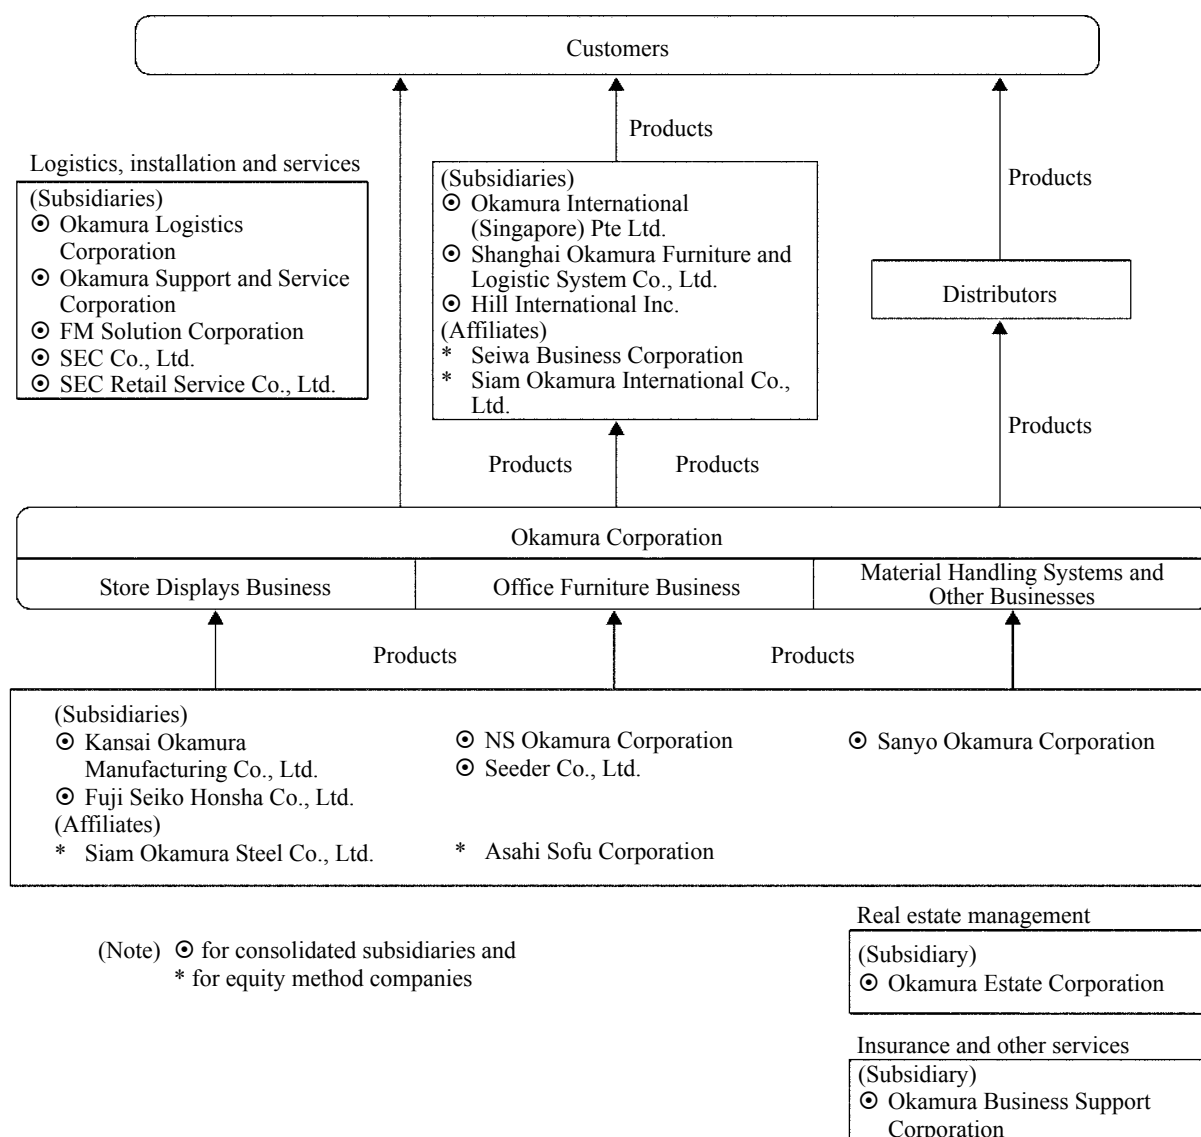 Customers
Products
Logistics, installation and services
(Subsidiaries)
⊙ Okamura Logistics
Corporation
⊙ Okamura Support and Service
Corporation
⊙ FM Solution Corporation
⊙ SEC Co., Ltd.
⊙ SEC Retail Service Co., Ltd.
(Subsidiaries)
⊙ Okamura International
(Singapore) Pte Ltd.
⊙ Shanghai Okamura Furniture and
Logistic System Co., Ltd.
⊙ Hill International Inc.
(Affiliates)
* Seiwa Business Corporation
* Siam Okamura International Co.,
Ltd.
Products
Distributors
Products
Products
Products
Okamura Corporation
Store Displays Business
Office Furniture Business
Material Handling Systems and
Other Businesses
Products
Products
(Subsidiaries)
⊙ Kansai Okamura
Manufacturing Co., Ltd.
⊙ Fuji Seiko Honsha Co., Ltd.
(Affiliates)
* Siam Okamura Steel Co., Ltd.
⊙ NS Okamura Corporation
⊙ Seeder Co., Ltd.
* Asahi Sofu Corporation
⊙ Sanyo Okamura Corporation
(Note) ⊙ for consolidated subsidiaries and
* for equity method companies
Real estate management
(Subsidiary)
⊙ Okamura Estate Corporation
Insurance and other services
(Subsidiary)
⊙ Okamura Business Support
Corporation